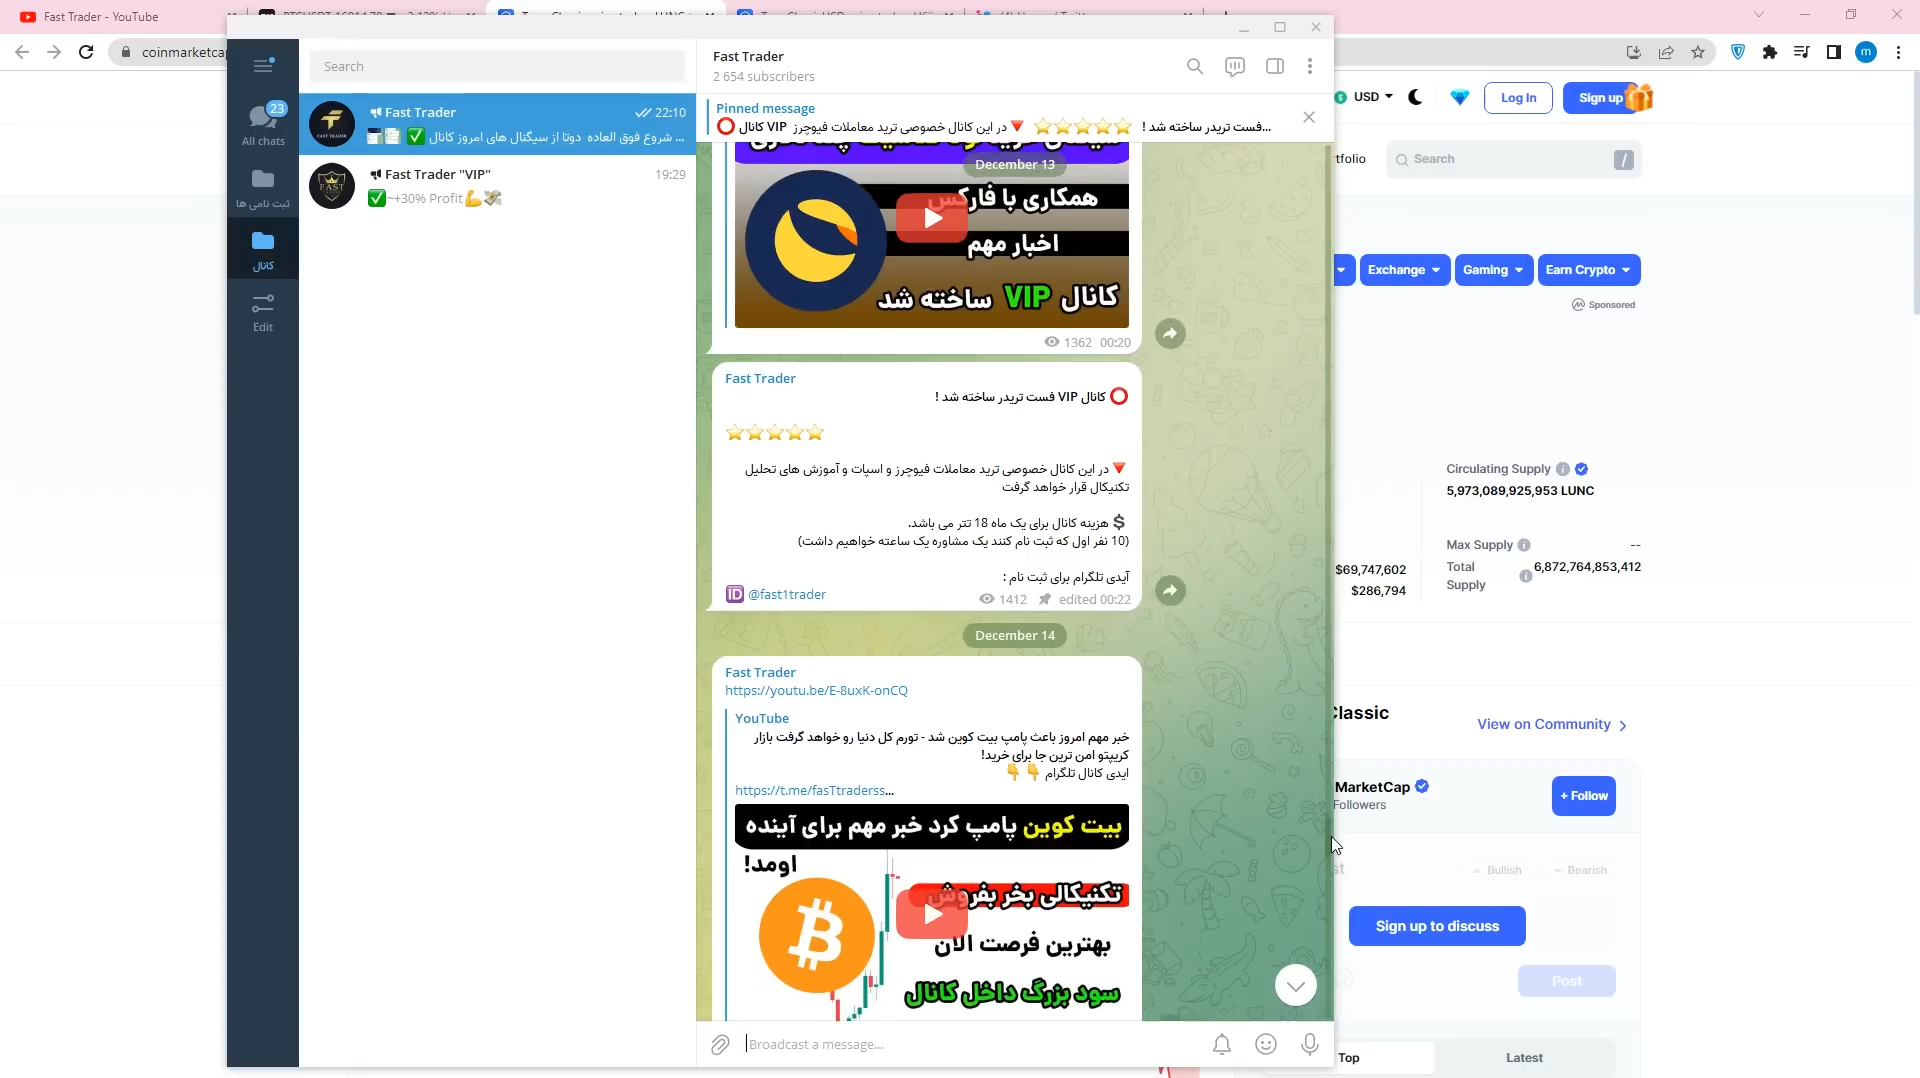 Fast Trader - YouTube
coinmarketcap
Search
Fast Trader
2 654 subscribers
Pinned message
⭕ کانال VIP فست تریدر ساخته شد ! ⭐⭐⭐⭐⭐ 🔻 در این کانال خصوصی ترید معاملات فیوچرز...
23
All chats
ثبت نامی ها
کانال
Edit
Fast Trader
22:10
شروع فوق العاده دوتا از سیگنال های امروز کانال ...
Fast Trader "VIP"
19:29
✅~+30% Profit💪💸
December 13
همکاری با فارکس
اخبار مهم
کانال VIP ساخته شد
1362 00:20
Fast Trader
⭕ کانال VIP فست تریدر ساخته شد !
⭐⭐⭐⭐⭐
🔻در این کانال خصوصی ترید معاملات فیوچرز و اسپات و آموزش های تحلیل
تکنیکال قرار خواهد گرفت
💲 هزینه کانال برای یک ماه 18 تتر می باشد.
(10 نفر اول که ثبت نام کنند یک مشاوره یک ساعته خواهیم داشت)
آیدی تلگرام برای ثبت نام :
🆔 @fast1trader
1412 edited 00:22
December 14
Fast Trader
https://youtu.be/E-8uxK-onCQ
YouTube
خبر مهم امروز باعث پامپ بیت کوین شد - تورم کل دنیا رو خواهد گرفت بازار
کریپتو امن ترین جا برای خرید!
ایدی کانال تلگرام 👇 👇
https://t.me/fasTtraderss...
بیت کوین پامپ کرد خبر مهم برای آینده
اومد!
تکنیکالی بخر بفروش
بهترین فرصت الان
سود بزرگ داخل کانال
Broadcast a message...
USD
Log In
Sign up
tfolio
Search
/
Exchange
Gaming
Earn Crypto
Sponsored
Circulating Supply
5,973,089,925,953 LUNC
Max Supply
--
Total
Supply
6,872,764,853,412
$69,747,602
$286,794
Classic
View on Community
MarketCap
Followers
+ Follow
Bullish
Bearish
Sign up to discuss
Post
Top
Latest
m